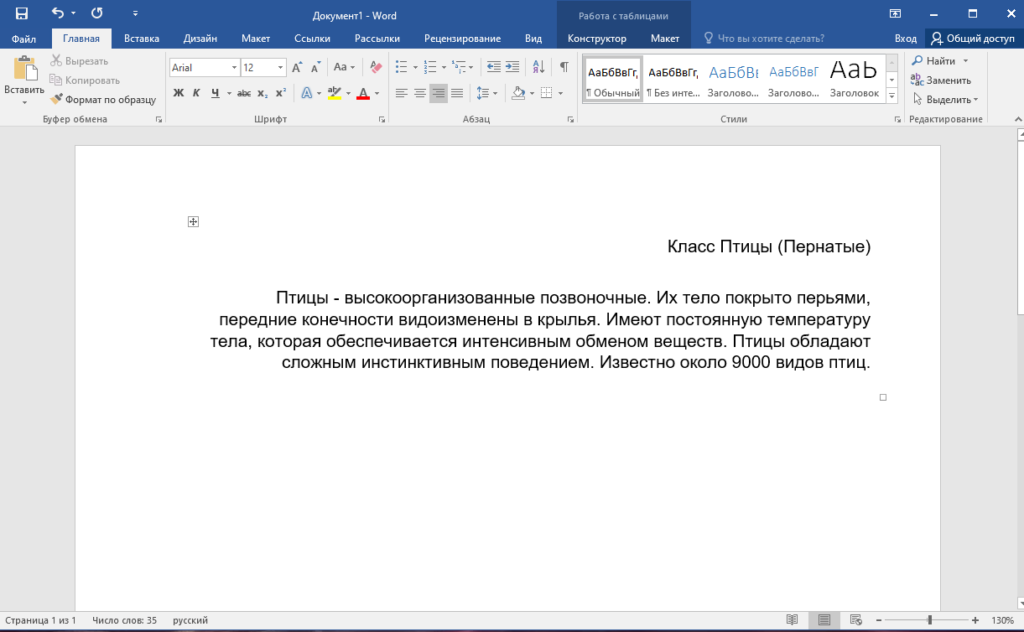 Документ1 - Word
Работа с таблицами
Файл Главная Вставка Дизайн Макет Ссылки Рассылки Рецензирование Вид Конструктор Макет Что вы хотите сделать? Вход Общий доступ
Вставить
Вырезать
Копировать
Формат по образцу
Буфер обмена
Arial 12
Aa
Ж К Ч abc x₂ x²
Шрифт
Абзац
АаБбВвГг, АаБбВвГг, АаБбВı АаБбВвГ АаЬ
¶ Обычный ¶ Без инте... Заголово... Заголово... Заголовок
Стили
Найти
Заменить
Выделить
Редактирование
Класс Птицы (Пернатые)
Птицы - высокоорганизованные позвоночные. Их тело покрыто перьями,
передние конечности видоизменены в крылья. Имеют постоянную температуру
тела, которая обеспечивается интенсивным обменом веществ. Птицы обладают
сложным инстинктивным поведением. Известно около 9000 видов птиц.
Страница 1 из 1 Число слов: 35 русский 130%